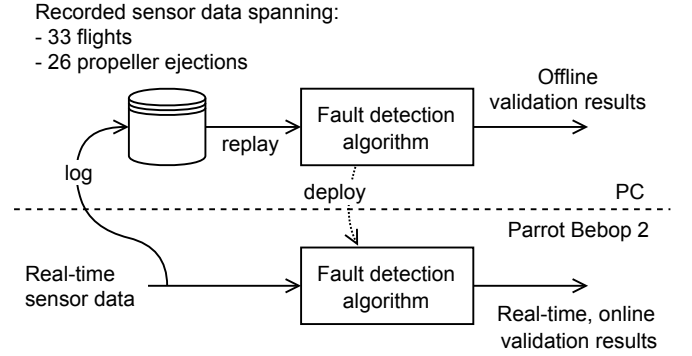 Recorded sensor data spanning:
- 33 flights
- 26 propeller ejections
Fault detection
algorithm
Offline
validation results
replay
log
deploy
PC
Parrot Bebop 2
Real-time
sensor data
Fault detection
algorithm
Real-time, online
validation results